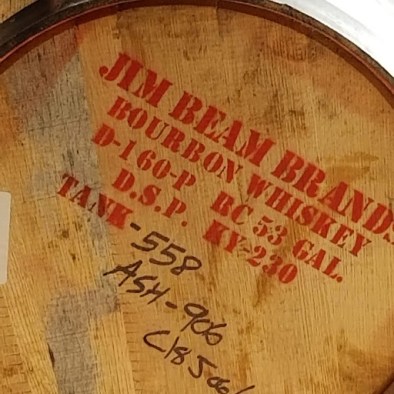 JIM BEAM BRANDS
BOURBON WHISKEY
D-160-P BC 53 GAL.
D.S.P. KY-230
TANK-558
ASH-906